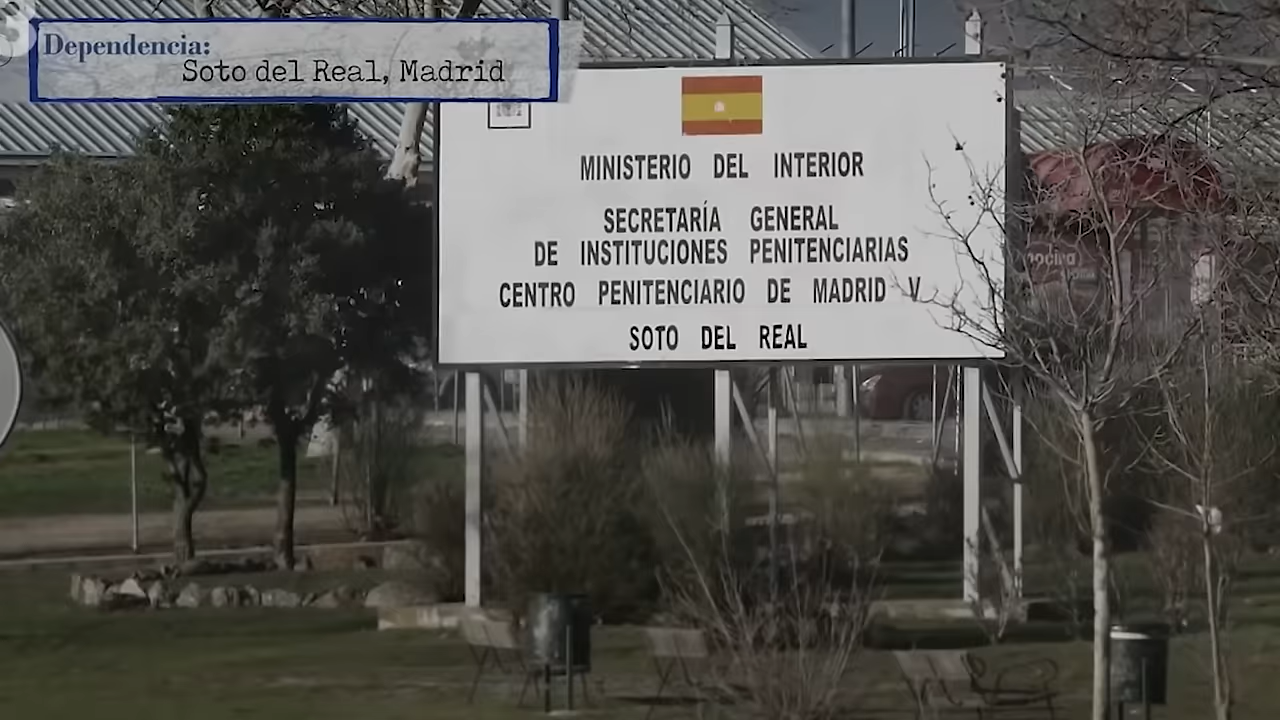 Dependencia:
Soto del Real, Madrid
MINISTERIO DEL INTERIOR
SECRETARÍA GENERAL
DE INSTITUCIONES PENITENCIARIAS
CENTRO PENITENCIARIO DE MADRID V
SOTO DEL REAL